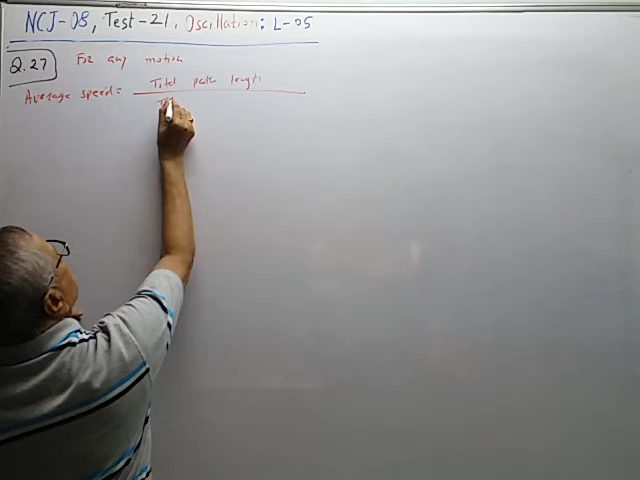 NCJ-08, Test-21, Oscillation: L-05
Q.27 For any motion
Average speed = Total path length